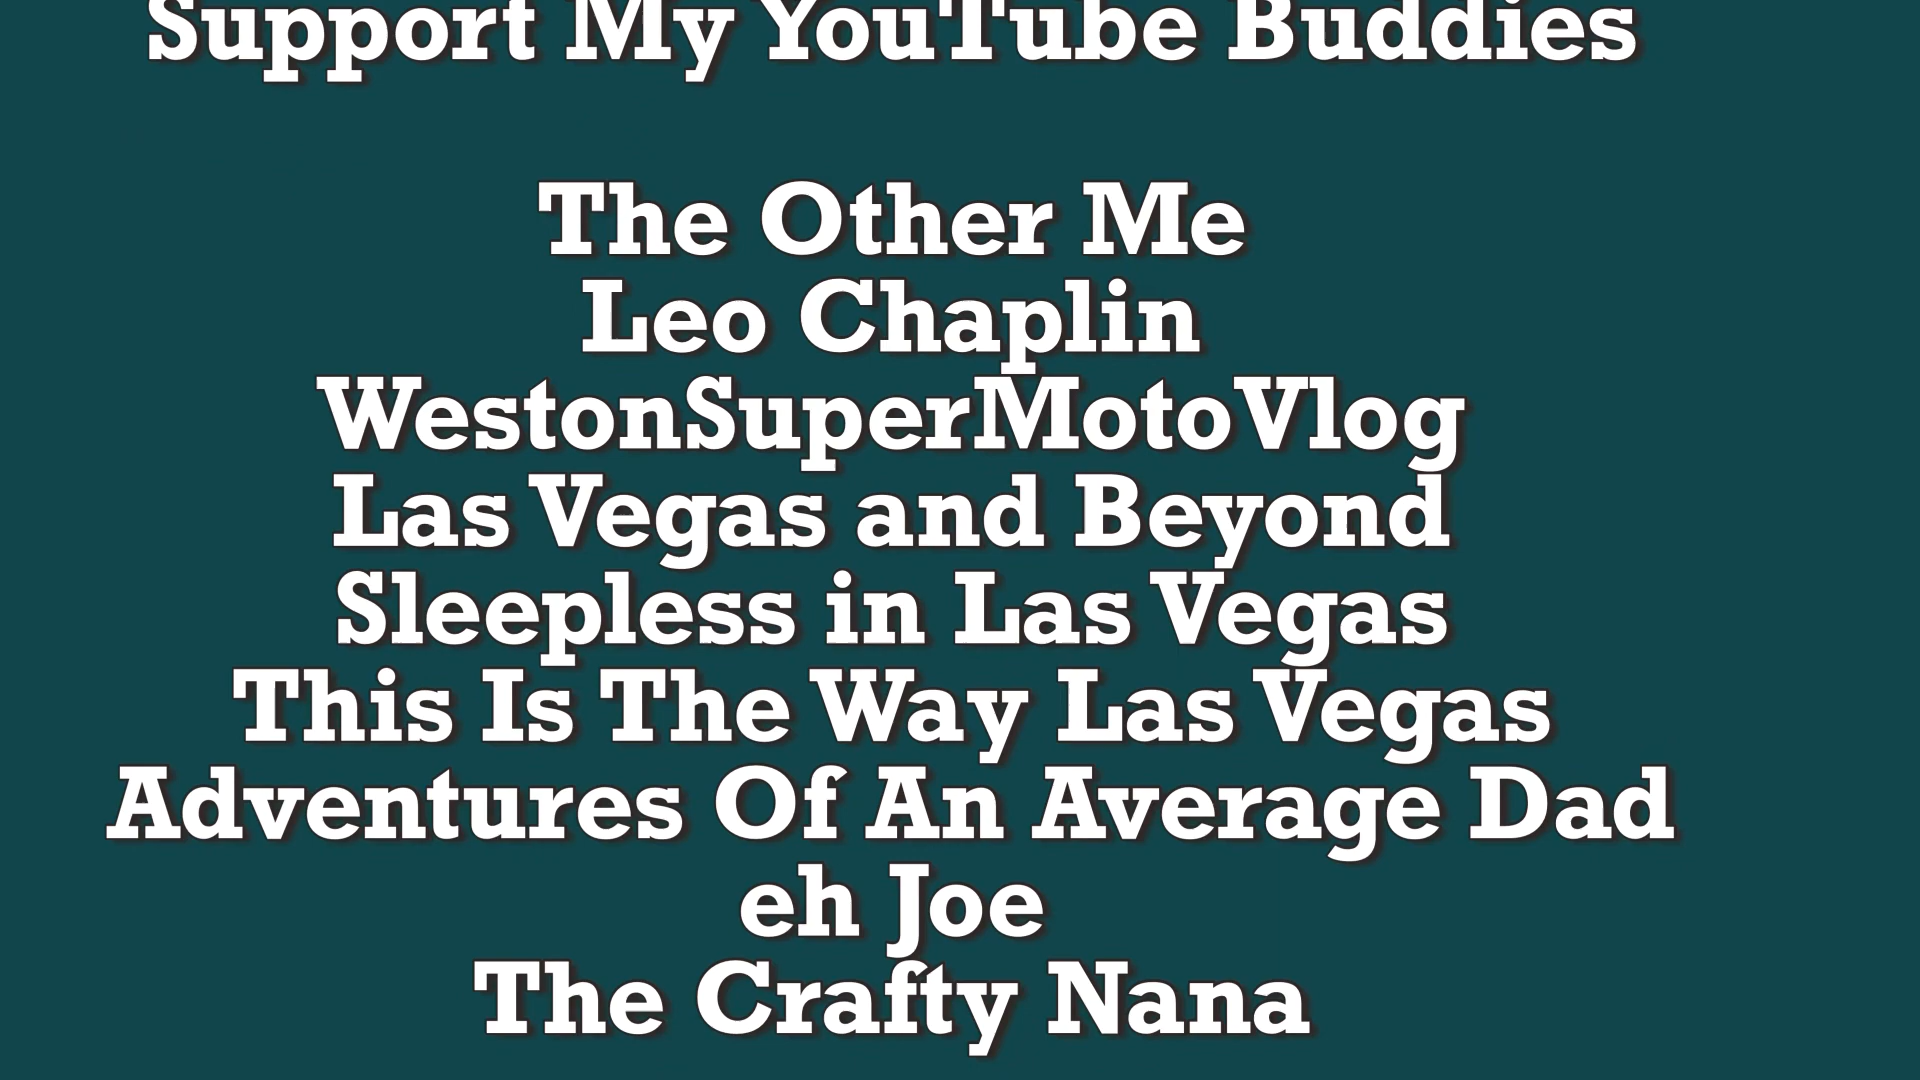 Support My YouTube Buddies
The Other Me
Leo Chaplin
WestonSuperMotoVlog
Las Vegas and Beyond
Sleepless in Las Vegas
This Is The Way Las Vegas
Adventures Of An Average Dad
eh Joe
The Crafty Nana